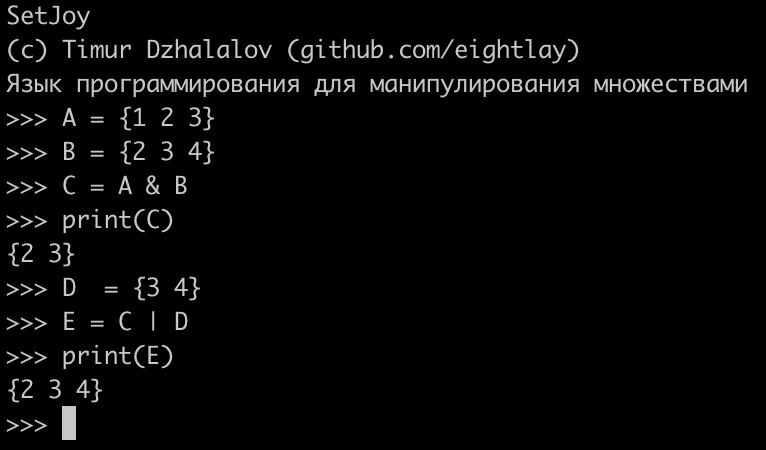 SetJoy
(c) Timur Dzhalalov (github.com/eightlay)
Язык программирования для манипулирования множествами
>>> A = {1 2 3}
>>> B = {2 3 4}
>>> C = A & B
>>> print(C)
{2 3}
>>> D  = {3 4}
>>> E = C | D
>>> print(E)
{2 3 4}
>>>